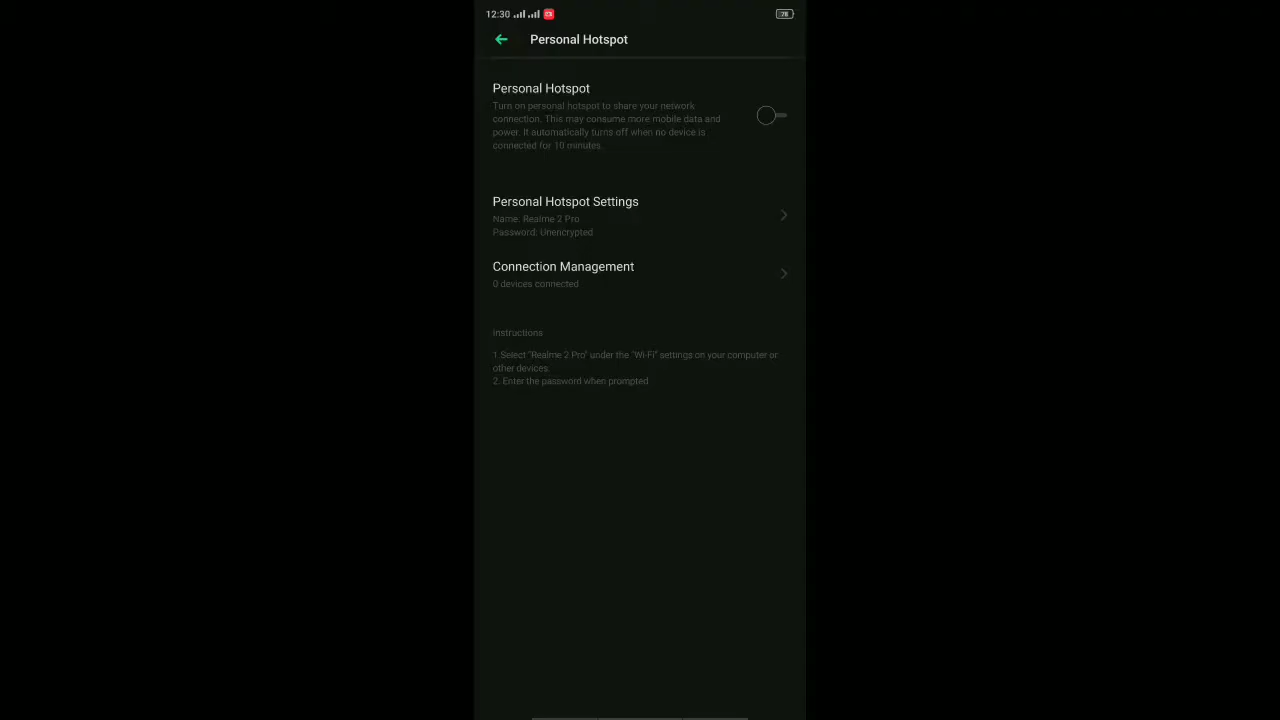 12:30 78
Personal Hotspot
Personal Hotspot
Turn on personal hotspot to share your network
connection. This may consume more mobile data and
power. It automatically turns off when no device is
connected for 10 minutes.
Personal Hotspot Settings
Name: Realme 2 Pro
Password: Unencrypted
Connection Management
0 devices connected
Instructions
1.Select "Realme 2 Pro" under the "Wi-Fi" settings on your computer or
other devices.
2. Enter the password when prompted